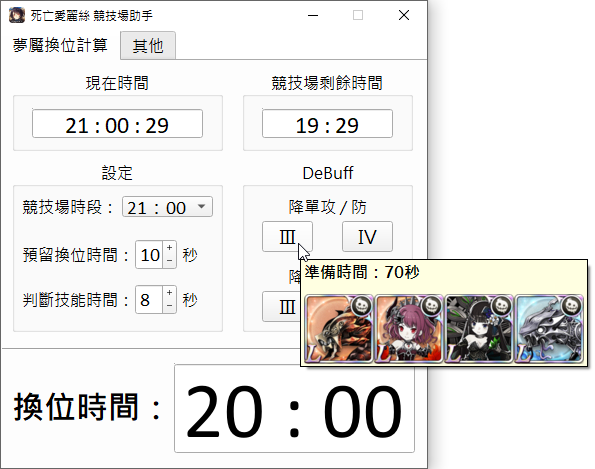 死亡愛麗絲 競技場助手
夢魘換位計算 其他
現在時間
21 : 00 : 29
競技場剩餘時間
19 : 29
設定
競技場時段： 21：00
預留換位時間： 10 秒
判斷技能時間： 8 秒
DeBuff
降單攻 / 防
Ⅲ Ⅳ
降
Ⅲ
準備時間：70秒
換位時間： 20 : 00